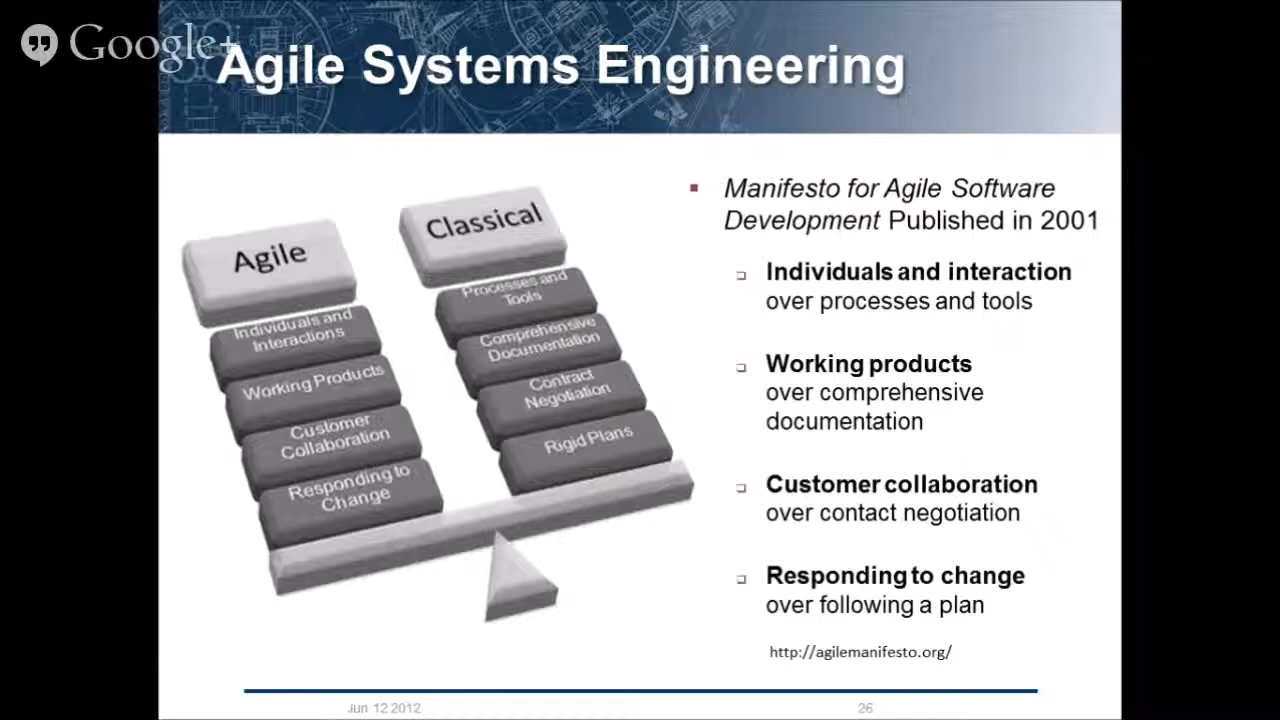 Google+
Agile Systems Engineering
Agile
Individuals and
Interactions
Working Products
Customer
Collaboration
Responding to
Change
Classical
Processes and
Tools
Comprehensive
Documentation
Contract
Negotiation
Rigid Plans
Manifesto for Agile Software
Development Published in 2001
Individuals and interaction
over processes and tools
Working products
over comprehensive
documentation
Customer collaboration
over contact negotiation
Responding to change
over following a plan
http://agilemanifesto.org/
Jun 12 2012
26